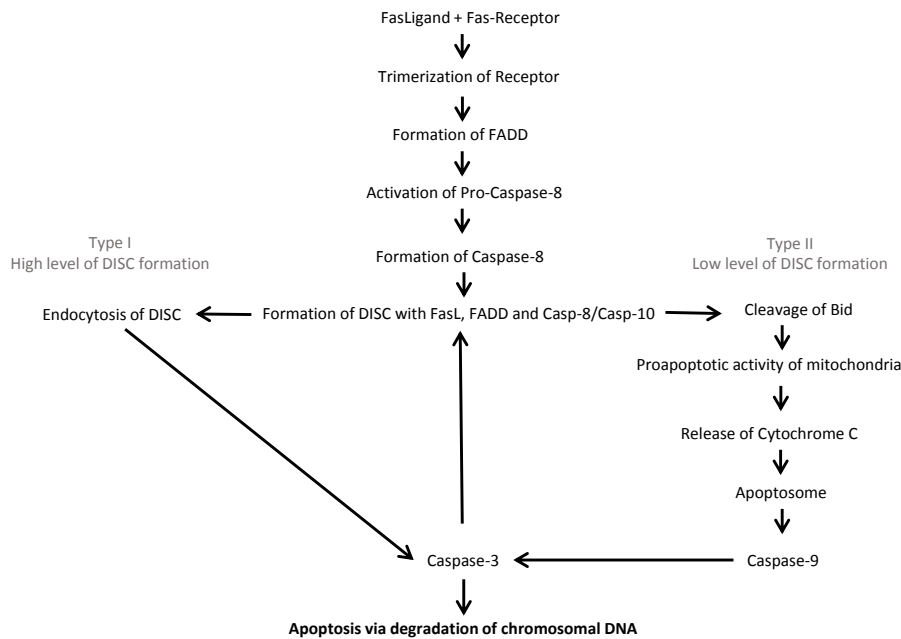 FasLigand + Fas-Receptor
Trimerization of Receptor
Formation of FADD
Activation of Pro-Caspase-8
Type I
High level of DISC formation
Formation of Caspase-8
Type II
Low level of DISC formation
Endocytosis of DISC
Formation of DISC with FasL, FADD and Casp-8/Casp-10
Cleavage of Bid
Proapoptotic activity of mitochondria
Release of Cytochrome C
Apoptosome
Caspase-3
Caspase-9
Apoptosis via degradation of chromosomal DNA